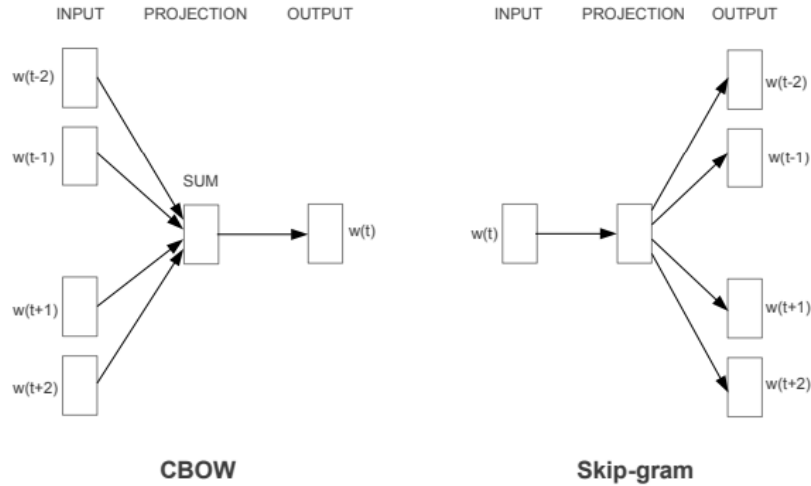 INPUT PROJECTION OUTPUT
w(t-2)
w(t-1)
SUM
w(t)
w(t+1)
w(t+2)
CBOW
INPUT PROJECTION OUTPUT
w(t-2)
w(t-1)
w(t)
w(t+1)
w(t+2)
Skip-gram